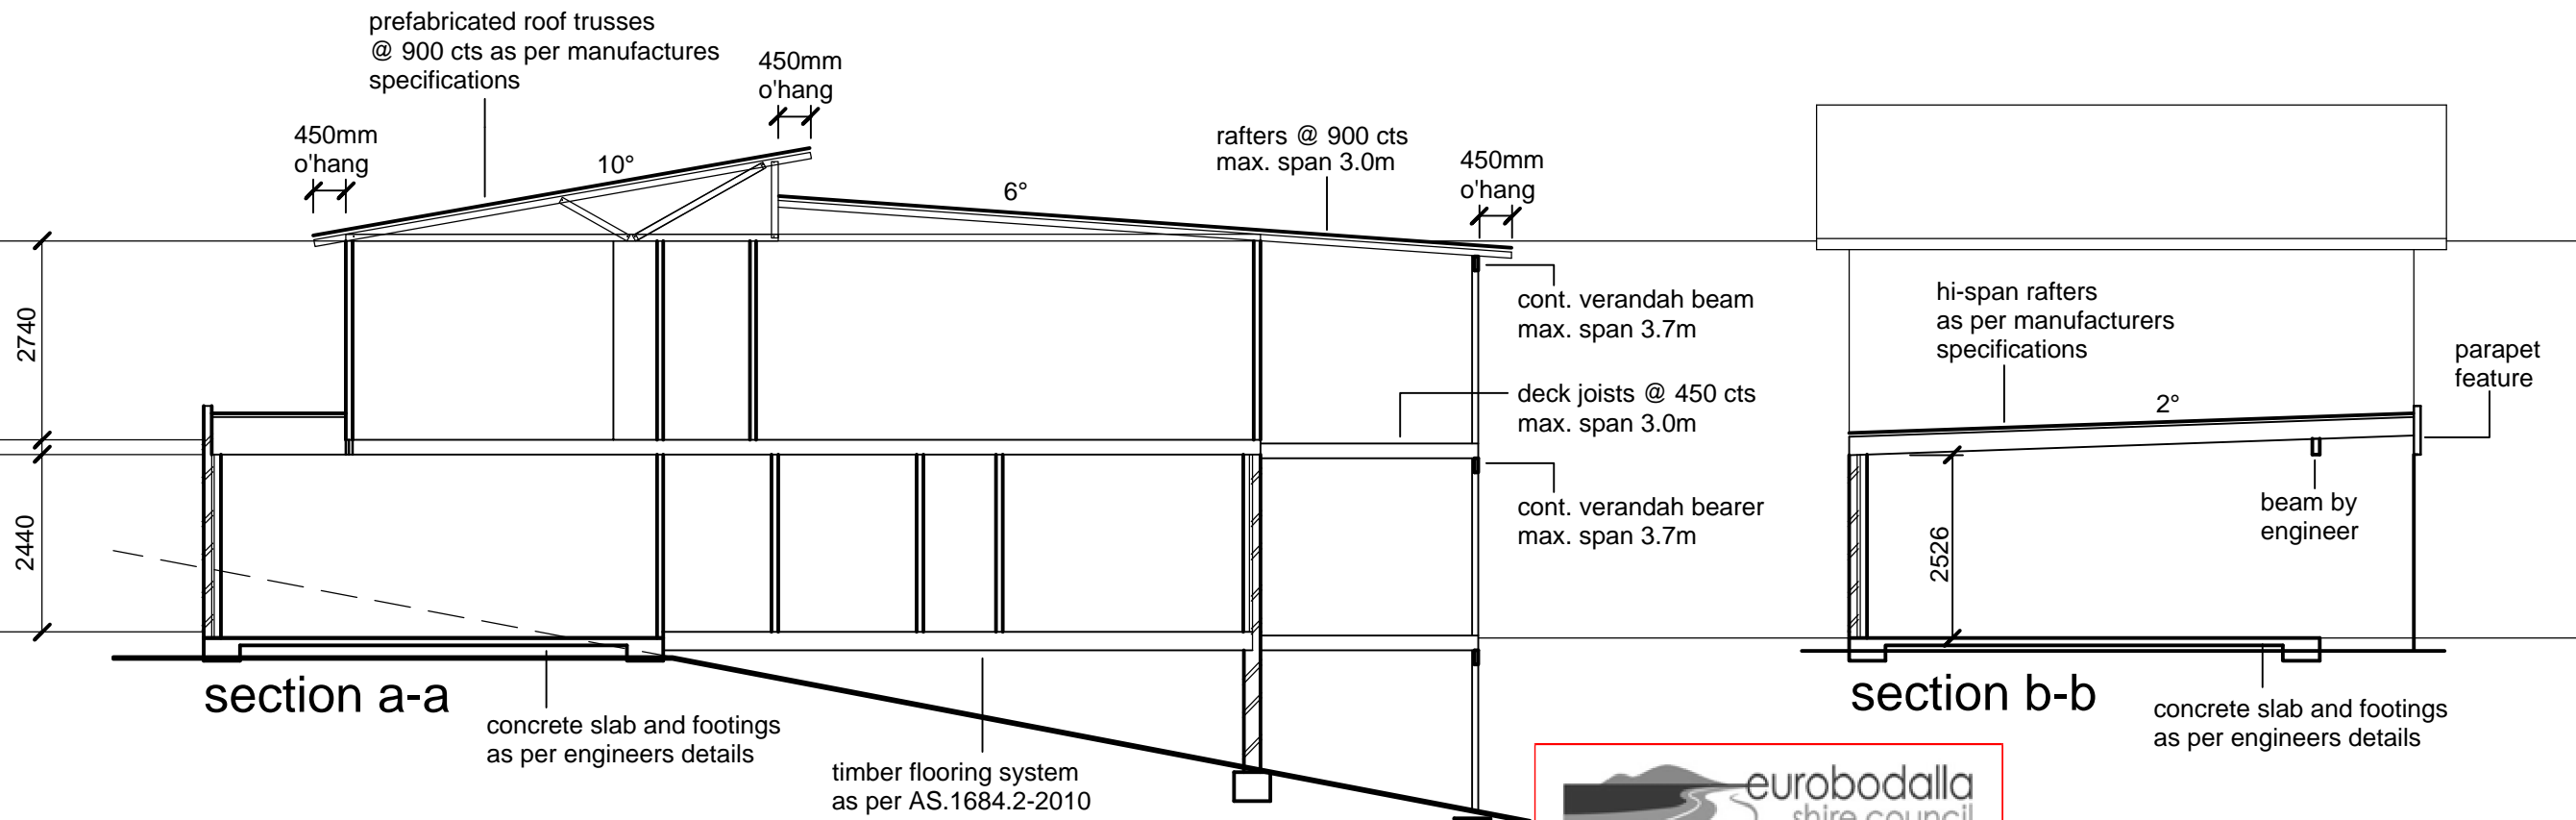 prefabricated roof trusses
@ 900 cts as per manufactures
specifications
450mm
o'hang
450mm
o'hang
10°
6°
rafters @ 900 cts
max. span 3.0m
450mm
o'hang
cont. verandah beam
max. span 3.7m
deck joists @ 450 cts
max. span 3.0m
cont. verandah bearer
max. span 3.7m
2740
2440
section a-a
concrete slab and footings
as per engineers details
timber flooring system
as per AS.1684.2-2010
hi-span rafters
as per manufacturers
specifications
parapet
feature
2°
beam by
engineer
2526
section b-b
concrete slab and footings
as per engineers details
eurobodalla
shire council